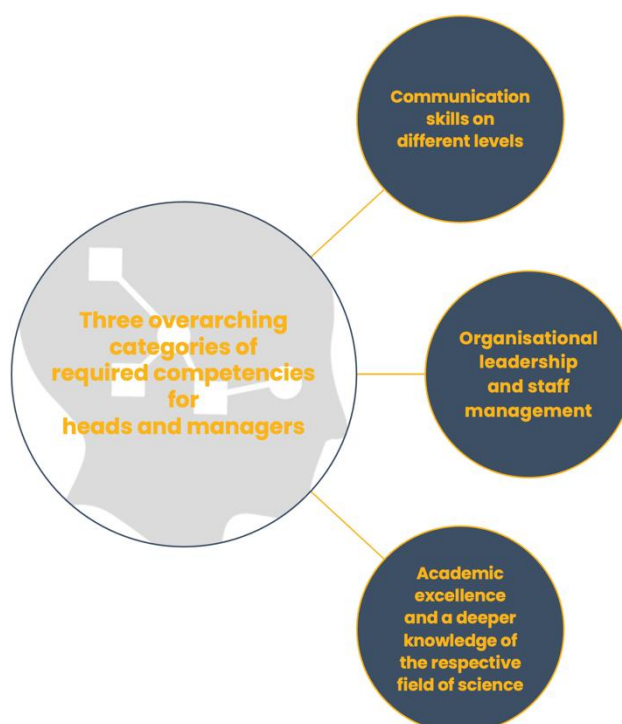 Communication
skills on
different levels
Three overarching
categories of
required competencies
for
heads and managers
Organisational
leadership
and staff
management
Academic
excellence
and a deeper
knowledge of
the respective
field of science